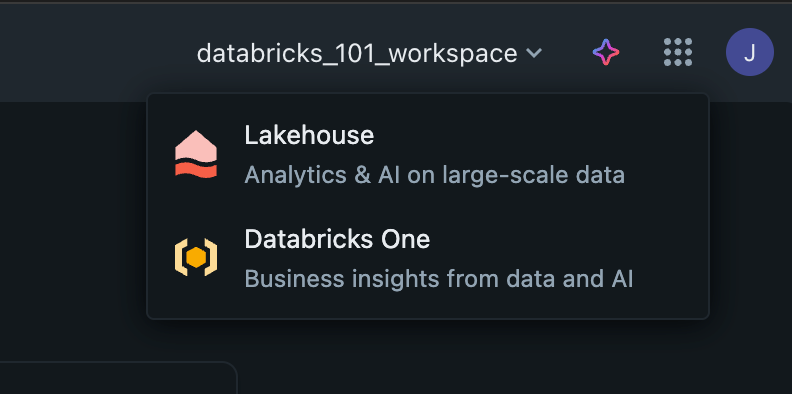 databricks_101_workspace
J
Lakehouse
Analytics & AI on large-scale data
Databricks One
Business insights from data and AI